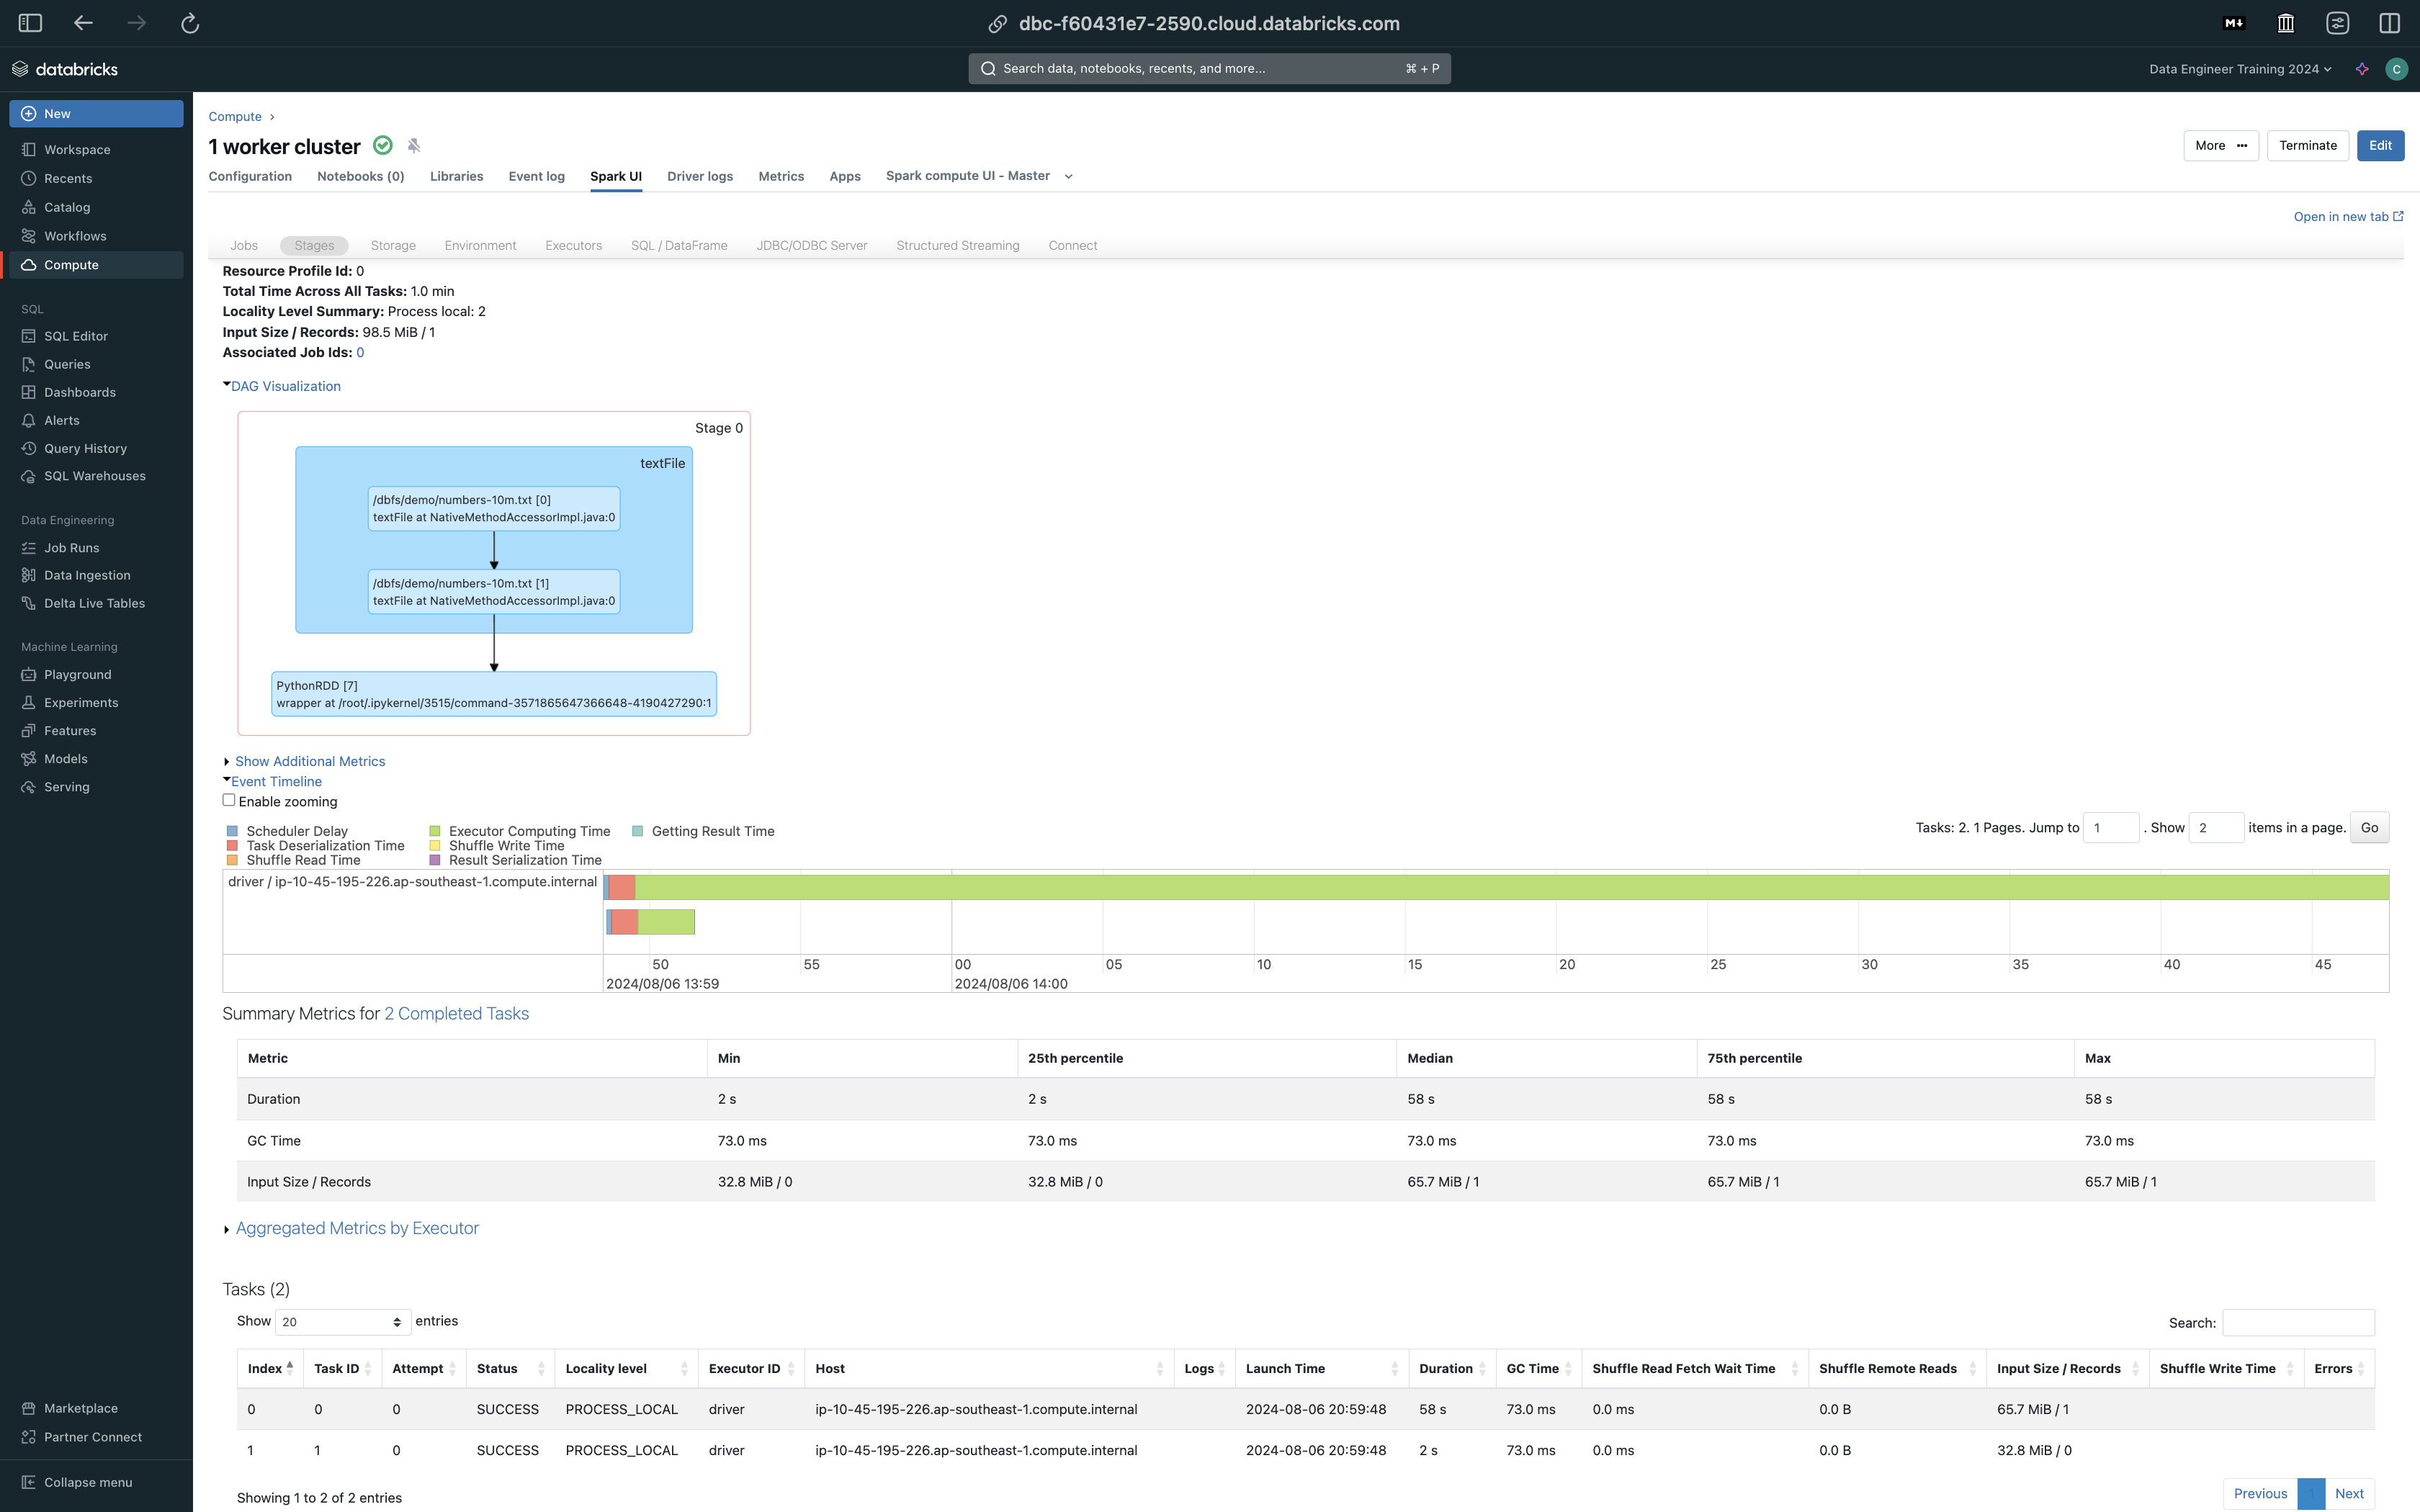 dbc-f60431e7-2590.cloud.databricks.com
M
databricks
Search data, notebooks, recents, and more...
⌘ + P
Data Engineer Training 2024
C
New
Workspace
Recents
Catalog
Workflows
Compute
SQL
SQL Editor
Queries
Dashboards
Alerts
Query History
SQL Warehouses
Data Engineering
Job Runs
Data Ingestion
Delta Live Tables
Machine Learning
Playground
Experiments
Features
Models
Serving
Marketplace
Partner Connect
Collapse menu
Compute ›
1 worker cluster
More ···
Terminate
Edit
Configuration Notebooks (0) Libraries Event log Spark UI Driver logs Metrics Apps Spark compute UI - Master
Open in new tab
Jobs Stages Storage Environment Executors SQL / DataFrame JDBC/ODBC Server Structured Streaming Connect
Resource Profile Id: 0
Total Time Across All Tasks: 1.0 min
Locality Level Summary: Process local: 2
Input Size / Records: 98.5 MiB / 1
Associated Job Ids: 0
DAG Visualization
Stage 0
textFile
/dbfs/demo/numbers-10m.txt [0]
textFile at NativeMethodAccessorImpl.java:0
/dbfs/demo/numbers-10m.txt [1]
textFile at NativeMethodAccessorImpl.java:0
PythonRDD [7]
wrapper at /root/.ipykernel/3515/command-3571865647366648-4190427290:1
Show Additional Metrics
Event Timeline
Enable zooming
Tasks: 2. 1 Pages. Jump to 1 . Show 2 items in a page. Go
Scheduler Delay Executor Computing Time Getting Result Time
Task Deserialization Time Shuffle Write Time
Shuffle Read Time Result Serialization Time
driver / ip-10-45-195-226.ap-southeast-1.compute.internal
50 55 00 05 10 15 20 25 30 35 40 45
2024/08/06 13:59 2024/08/06 14:00
Summary Metrics for 2 Completed Tasks
Metric Min 25th percentile Median 75th percentile Max
Duration 2 s 2 s 58 s 58 s 58 s
GC Time 73.0 ms 73.0 ms 73.0 ms 73.0 ms 73.0 ms
Input Size / Records 32.8 MiB / 0 32.8 MiB / 0 65.7 MiB / 1 65.7 MiB / 1 65.7 MiB / 1
Aggregated Metrics by Executor
Tasks (2)
Show 20 entries
Search:
Index Task ID Attempt Status Locality level Executor ID Host Logs Launch Time Duration GC Time Shuffle Read Fetch Wait Time Shuffle Remote Reads Input Size / Records Shuffle Write Time Errors
0 0 0 SUCCESS PROCESS_LOCAL driver ip-10-45-195-226.ap-southeast-1.compute.internal 2024-08-06 20:59:48 58 s 73.0 ms 0.0 ms 0.0 B 65.7 MiB / 1
1 1 0 SUCCESS PROCESS_LOCAL driver ip-10-45-195-226.ap-southeast-1.compute.internal 2024-08-06 20:59:48 2 s 73.0 ms 0.0 ms 0.0 B 32.8 MiB / 0
Showing 1 to 2 of 2 entries
Previous 1 Next